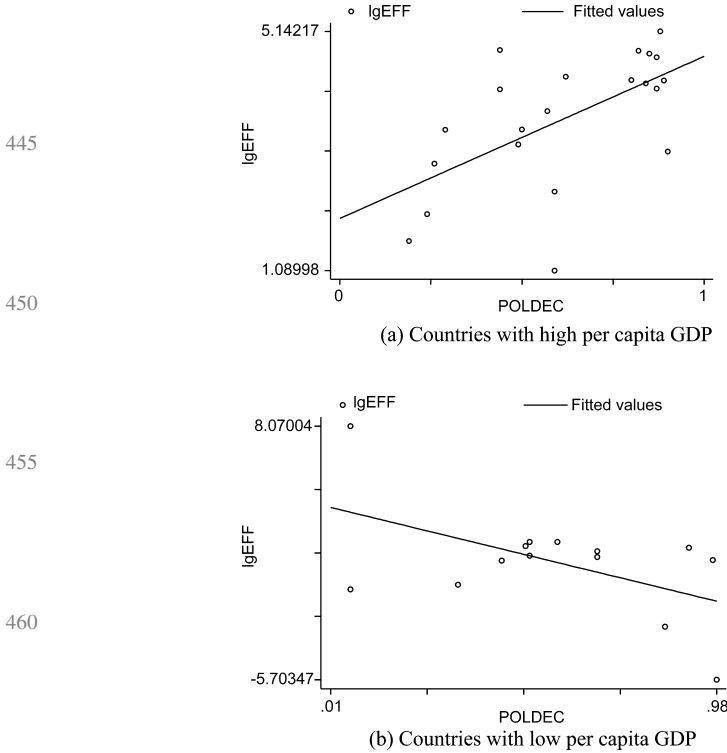 lgEFF Fitted values
5.14217
445
lgEFF
1.08998
0 1
450
POLDEC
(a) Countries with high per capita GDP
lgEFF Fitted values
8.07004
455
lgEFF
460
-5.70347
.01 .98
POLDEC
(b) Countries with low per capita GDP